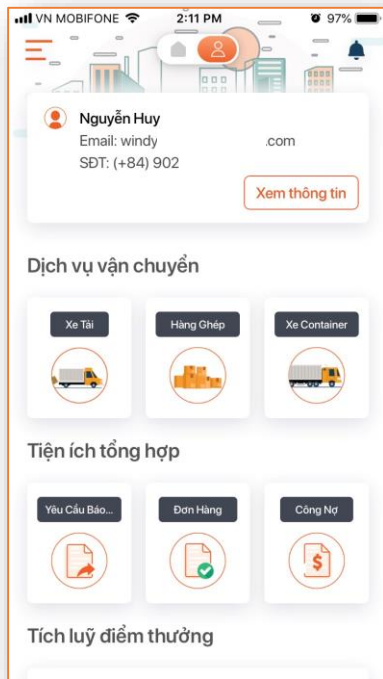 VN MOBIFONE 2:11 PM 97%
Nguyễn Huy
Email: windy .com
SĐT: (+84) 902
Xem thông tin
Dịch vụ vận chuyển
Xe Tải Hàng Ghép Xe Container
Tiện ích tổng hợp
Yêu Cầu Báo... Đơn Hàng Công Nợ
$
Tích luỹ điểm thưởng